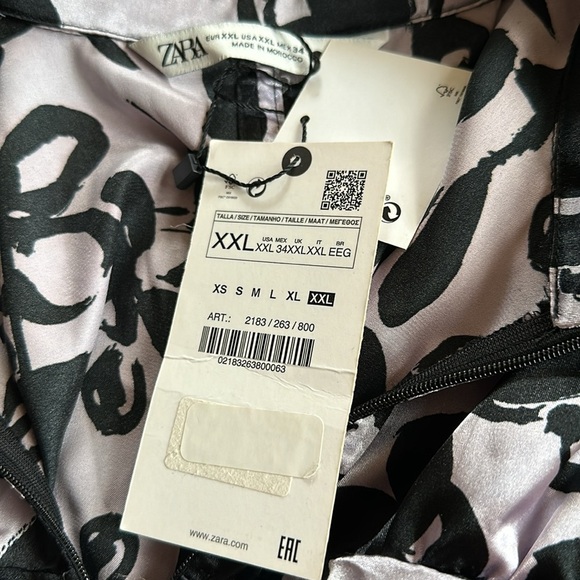 ZARA
EUR XXL USA XXL MEX 34
MADE IN MOROCCO
TALLA / SIZE / TAMANHO / TAILLE / MAAT / ΜΕΓΕΘΟΣ
USA MEX UK IT BR
XXL XXL 34 XXL XXL EEG
XS S M L XL XXL
ART.: 2183 / 263 / 800
02183263800063
www.zara.com
EAC